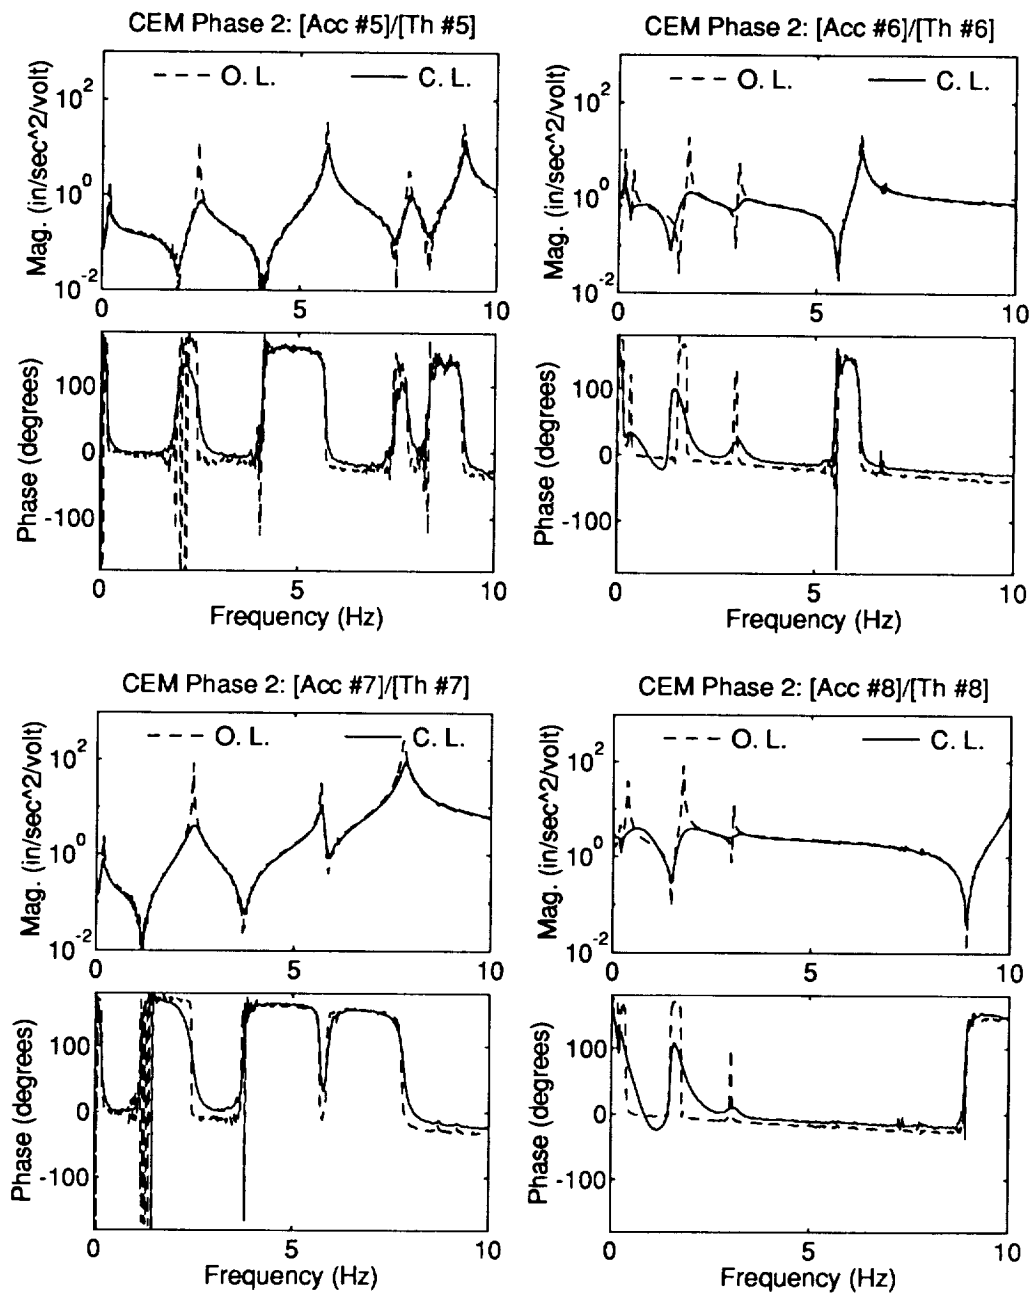 CEM Phase 2: [Acc #5]/[Th #5]
O. L.
C. L.
Mag. (in/sec^2/volt)
10^2
10^0
10^-2
0
5
10
Phase (degrees)
100
0
-100
0
5
10
Frequency (Hz)
CEM Phase 2: [Acc #6]/[Th #6]
O. L.
C. L.
Mag. (in/sec^2/volt)
10^2
10^0
10^-2
0
5
10
Phase (degrees)
100
0
-100
0
5
10
Frequency (Hz)
CEM Phase 2: [Acc #7]/[Th #7]
O. L.
C. L.
Mag. (in/sec^2/volt)
10^2
10^0
10^-2
0
5
10
Phase (degrees)
100
0
-100
0
5
10
Frequency (Hz)
CEM Phase 2: [Acc #8]/[Th #8]
O. L.
C. L.
Mag. (in/sec^2/volt)
10^2
10^0
10^-2
0
5
10
Phase (degrees)
100
0
-100
0
5
10
Frequency (Hz)